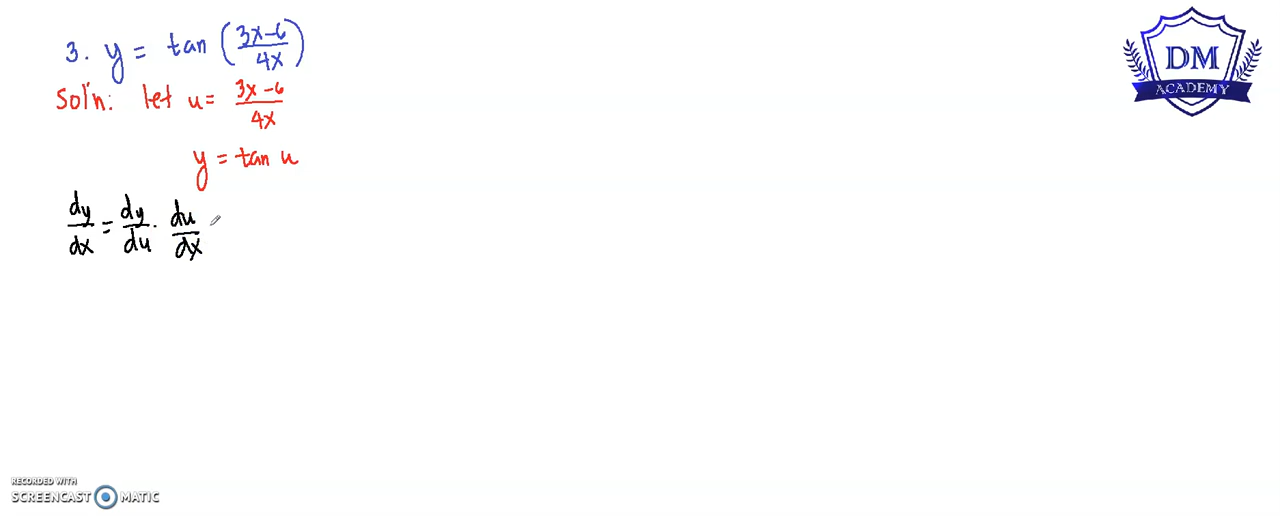 3. y = tan (3x-6/4x)
Sol'n: let u = 3x-6/4x
y = tan u
dy/dx = dy/du · du/dx
DM
ACADEMY
RECORDED WITH
SCREENCAST MATIC